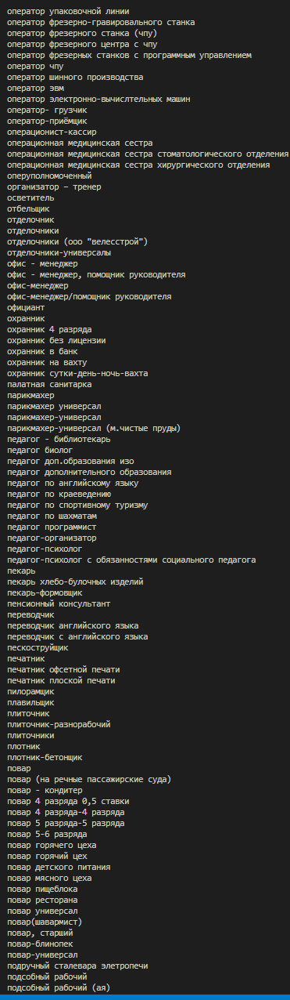 оператор упаковочной линии
оператор фрезерно-гравировального станка
оператор фрезерного станка (чпу)
оператор фрезерного центра с чпу
оператор фрезерных станков с программным управлением
оператор чпу
оператор шинного производства
оператор эвм
оператор электронно-вычислтельных машин
оператор- грузчик
оператор-приёмщик
операционист-кассир
операционная медицинская сестра
операционная медицинская сестра стоматологического отделения
операционная медицинская сестра хирургического отделения
оперуполномоченный
организатор – тренер
осветитель
отбельщик
отделочник
отделочники
отделочники (ооо "велесстрой")
отделочники-универсалы
офис - менеджер
офис - менеджер, помощник руководителя
офис-менеджер
офис-менеджер/помощник руководителя
официант
охранник
охранник 4 разряда
охранник без лицензии
охранник в банк
охранник на вахту
охранник сутки-день-ночь-вахта
палатная санитарка
парикмахер
парикмахер универсал
парикмахер-универсал
парикмахер-универсал (м.чистые пруды)
педагог - библиотекарь
педагог биолог
педагог доп.образования изо
педагог дополнительного образования
педагог по английскому языку
педагог по краеведению
педагог по спортивному туризму
педагог по шахматам
педагог программист
педагог-организатор
педагог-психолог
педагог-психолог с обязанностями социального педагога
пекарь
пекарь хлебо-булочных изделий
пекарь-формовщик
пенсионный консультант
переводчик
переводчик английского языка
переводчик с английского языка
пескоструйщик
печатник
печатник офсетной печати
печатник плоской печати
пилорамщик
плавильщик
плиточник
плиточник-разнорабочий
плиточники
плотник
плотник-бетонщик
повар
повар (на речные пассажирские суда)
повар - кондитер
повар 4 разряда 0,5 ставки
повар 4 разряда-4 разряда
повар 5 разряда-5 разряда
повар 5-6 разряда
повар горячего цеха
повар горячий цех
повар детского питания
повар мясного цеха
повар пищеблока
повар ресторана
повар универсал
повар(шавармист)
повар, старший
повар-блинопек
повар-универсал
подручный сталевара элетропечи
подсобный рабочий
подсобный рабочий (ая)